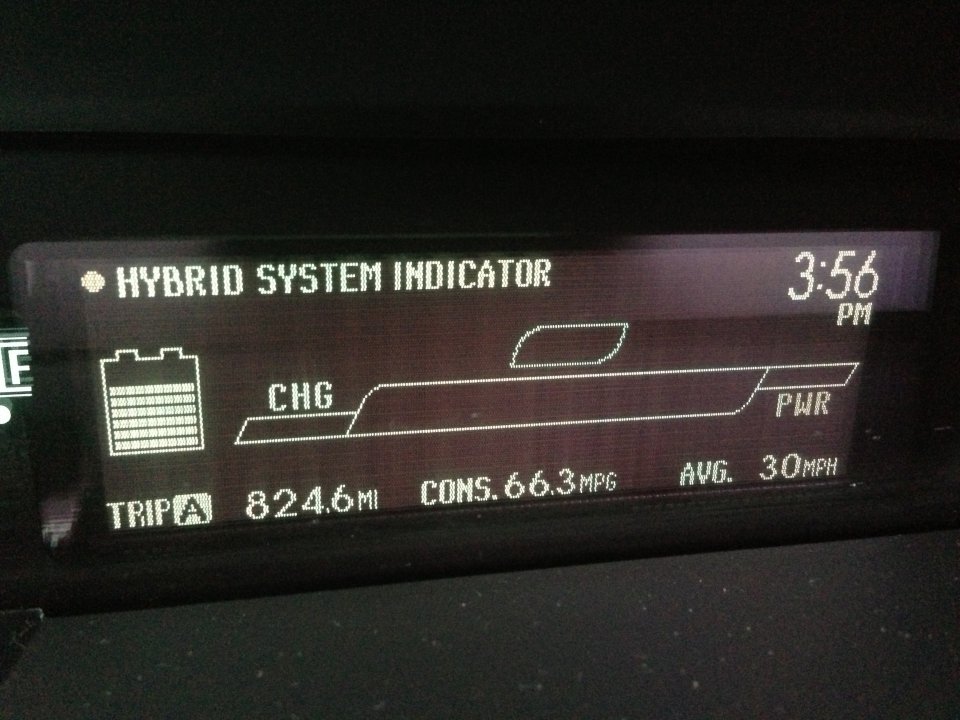 HYBRID SYSTEM INDICATOR 3:56
PM
F
CHG
PWR
TRIP A 824.6 MI CONS. 66.3 MPG AVG. 30 MPH